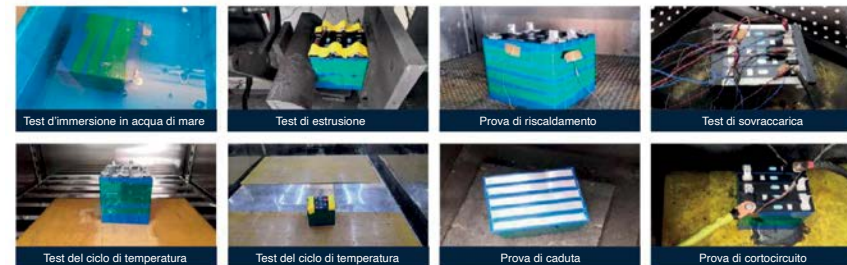 Test d'immersione in acqua di mare
Test di estrusione
Prova di riscaldamento
Test di sovraccarica
Test del ciclo di temperatura
Test del ciclo di temperatura
Prova di caduta
Prova di cortocircuito